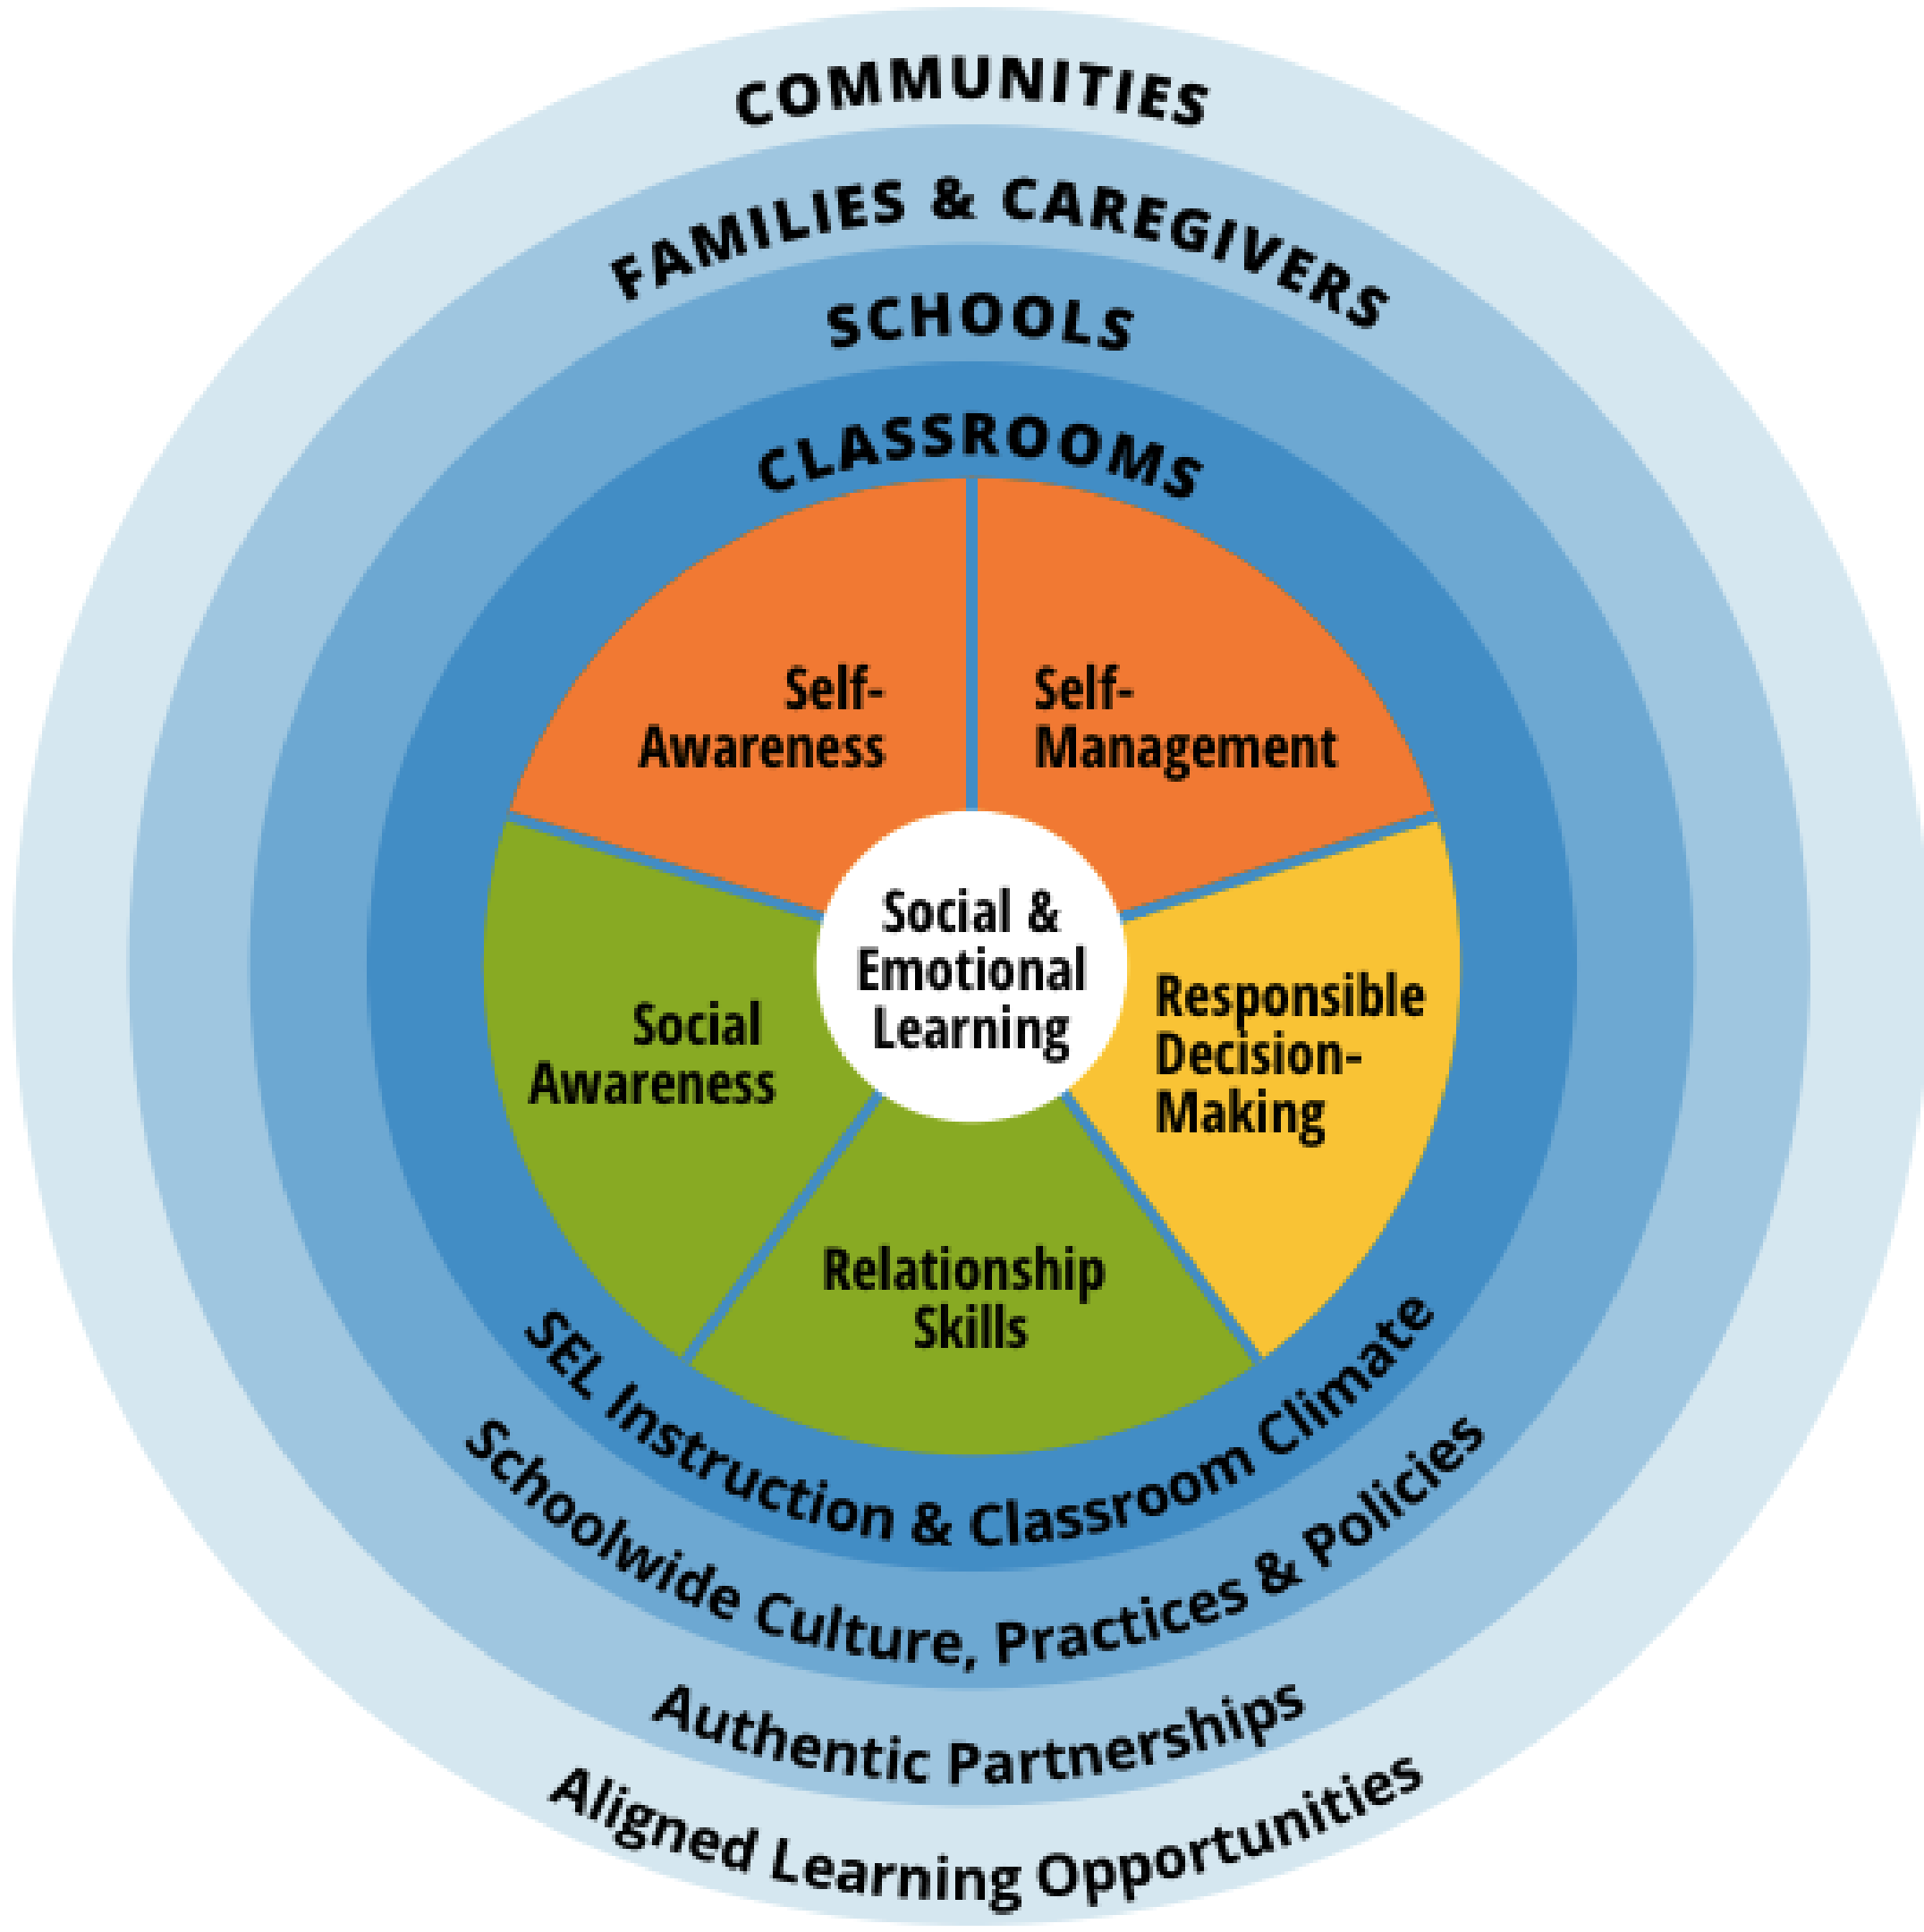 COMMUNITIES
FAMILIES & CAREGIVERS
SCHOOLS
CLASSROOMS
Self-
Awareness
Self-
Management
Social &
Emotional
Learning
Social
Awareness
Responsible
Decision-
Making
Relationship
Skills
SEL Instruction & Classroom Climate
Schoolwide Culture, Practices & Policies
Authentic Partnerships
Aligned Learning Opportunities